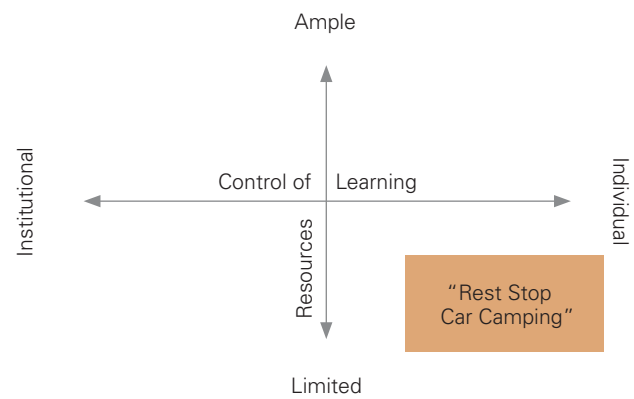 Ample
Institutional
Control of Learning
Individual
Resources
“Rest Stop
Car Camping”
Limited